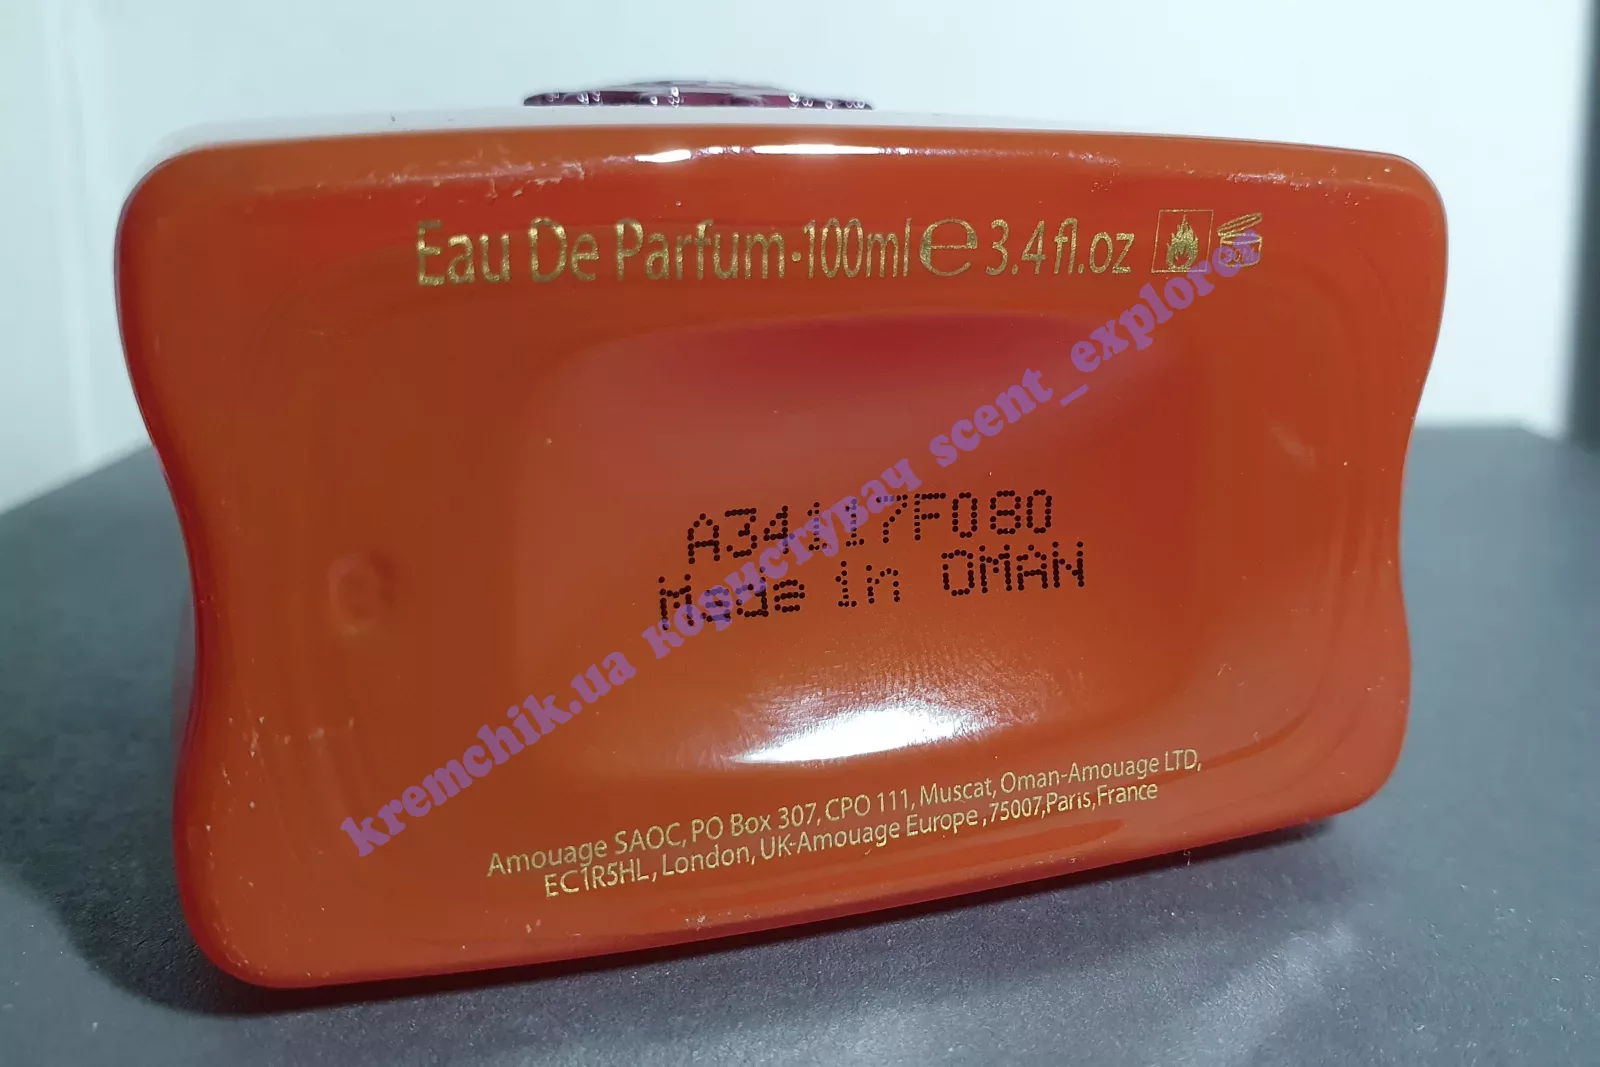 Eau De Parfum·100ml ℮ 3.4 fl.oz
30M
A34117F080
Made in OMAN
Amouage SAOC, PO Box 307, CPO 111, Muscat, Oman-Amouage LTD,
EC1R5HL, London, UK-Amouage Europe ,75007,Paris,France
kremchik.ua користувач scent_explorer